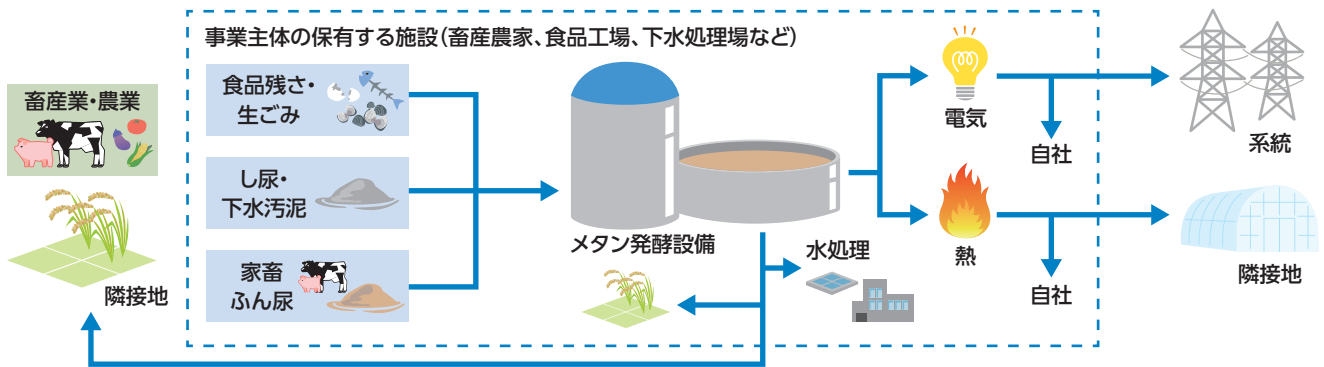 事業主体の保有する施設（畜産農家、食品工場、下水処理場など）
畜産業・農業
隣接地
食品残さ・
生ごみ
し尿・
下水汚泥
家畜
ふん尿
メタン発酵設備
水処理
電気
自社
系統
熱
自社
隣接地